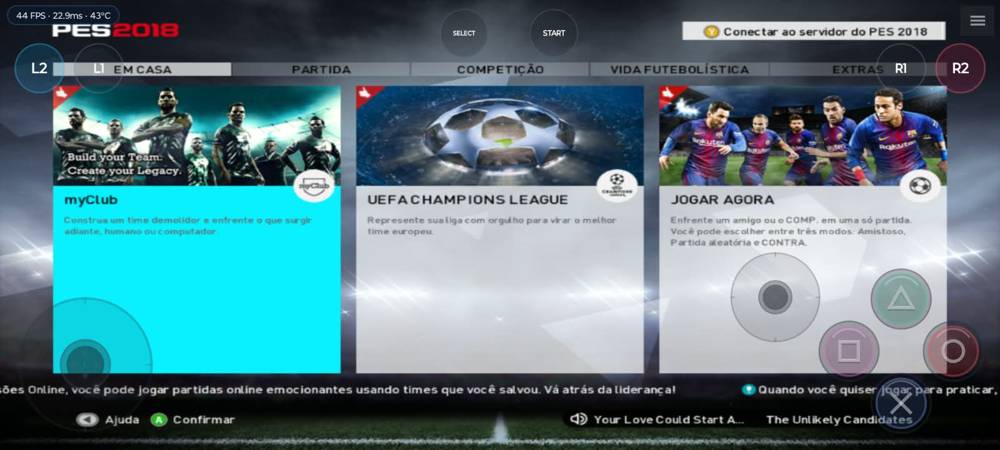 44 FPS · 22.9ms · 43°C
PES2018
SELECT
START
Y Conectar ao servidor do PES 2018
L2
L1
EM CASA
PARTIDA
COMPETIÇÃO
VIDA FUTEBOLÍSTICA
EXTRAS
R1
R2
Build your Team.
Create your Legacy.
myClub
CHAMPIONS
LEAGUE
Rakuten
Rakuten
myClub
Construa um time demolidor e enfrente o que surgir
adiante, humano ou computador.
UEFA CHAMPIONS LEAGUE
Represente sua liga com orgulho para virar o melhor
time europeu.
JOGAR AGORA
Enfrente um amigo ou o COMP. em uma só partida.
Você pode escolher entre três modos: Amistoso,
Partida aleatória e CONTRA.
sões Online, você pode jogar partidas online emocionantes usando times que você salvou. Vá atrás da liderança!
Quando você quiser jogar para praticar,
Ajuda
A Confirmar
Your Love Could Start A...
The Unlikely Candidates